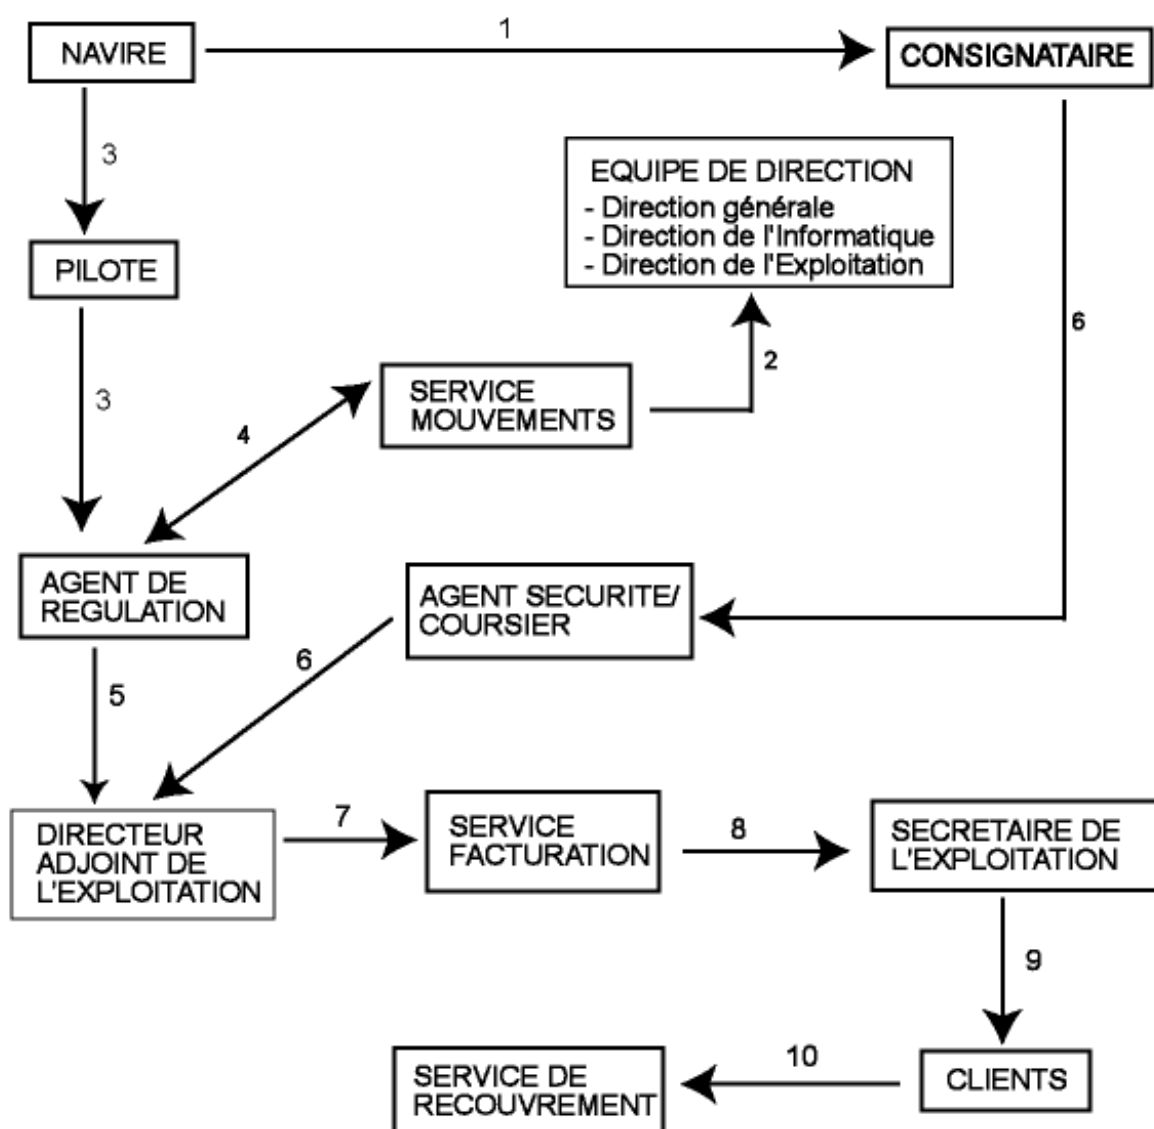 1
NAVIRE
CONSIGNATAIRE
3
EQUIPE DE DIRECTION
- Direction générale
- Direction de l'Informatique
- Direction de l'Exploitation
PILOTE
6
2
3
SERVICE
MOUVEMENTS
4
AGENT DE
REGULATION
AGENT SECURITE/
COURSIER
6
5
7
8
DIRECTEUR
ADJOINT DE
L'EXPLOITATION
SERVICE
FACTURATION
SECRETAIRE DE
L'EXPLOITATION
9
10
SERVICE DE
RECOUVREMENT
CLIENTS